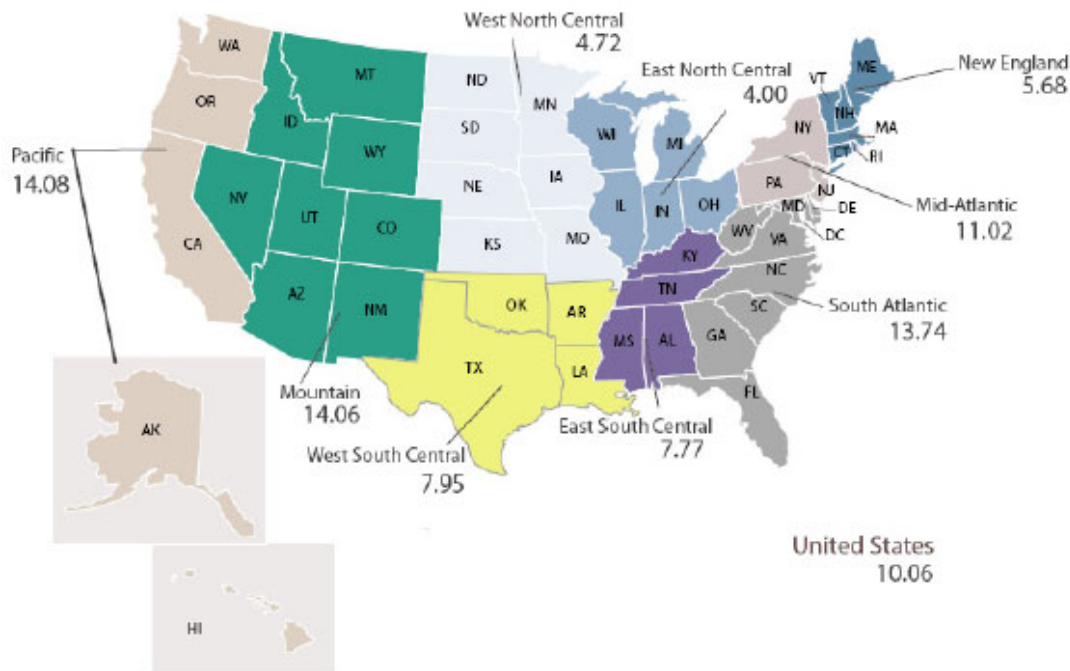 West North Central
4.72
East North Central
4.00
New England
5.68
Pacific
14.08
WA
OR
CA
MT
ID
WY
NV
UT
CO
AZ
NM
ND
SD
NE
KS
MN
IA
MO
WI
MI
IL
IN
OH
VT
ME
NH
MA
RI
CT
NY
PA
NJ
MD
DE
DC
Mid-Atlantic
11.02
WV
VA
NC
SC
GA
FL
South Atlantic
13.74
KY
TN
MS
AL
OK
AR
TX
LA
Mountain
14.06
West South Central
7.95
East South Central
7.77
AK
HI
United States
10.06